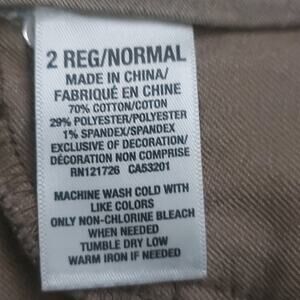 2 REG/NORMAL
MADE IN CHINA/
FABRIQUÉ EN CHINE
70% COTTON/COTON
29% POLYESTER/POLYESTER
1% SPANDEX/SPANDEX
EXCLUSIVE OF DECORATION/
DÉCORATION NON COMPRISE
RN121726 CA53201
MACHINE WASH COLD WITH
LIKE COLORS
ONLY NON-CHLORINE BLEACH
WHEN NEEDED
TUMBLE DRY LOW
WARM IRON IF NEEDED